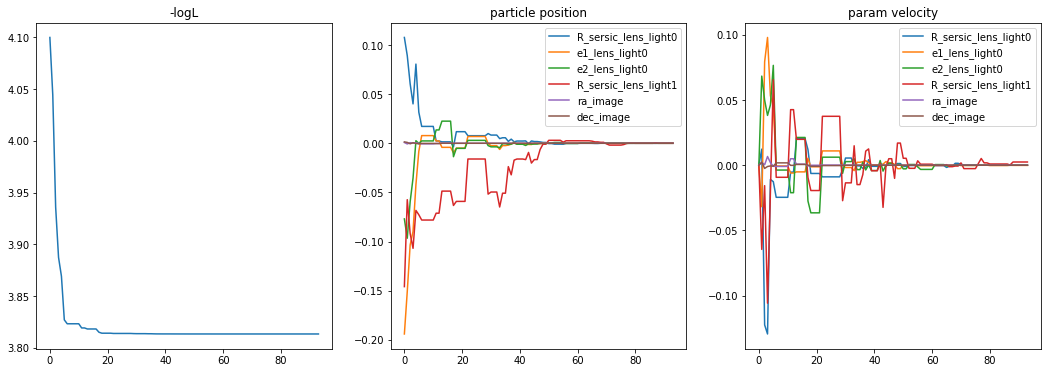 -logL
4.10
4.05
4.00
3.95
3.90
3.85
3.80
0
20
40
60
80
particle position
0.10
0.05
0.00
−0.05
−0.10
−0.15
−0.20
0
20
40
60
80
R_sersic_lens_light0
e1_lens_light0
e2_lens_light0
R_sersic_lens_light1
ra_image
dec_image
param velocity
0.10
0.05
0.00
−0.05
−0.10
0
20
40
60
80
R_sersic_lens_light0
e1_lens_light0
e2_lens_light0
R_sersic_lens_light1
ra_image
dec_image